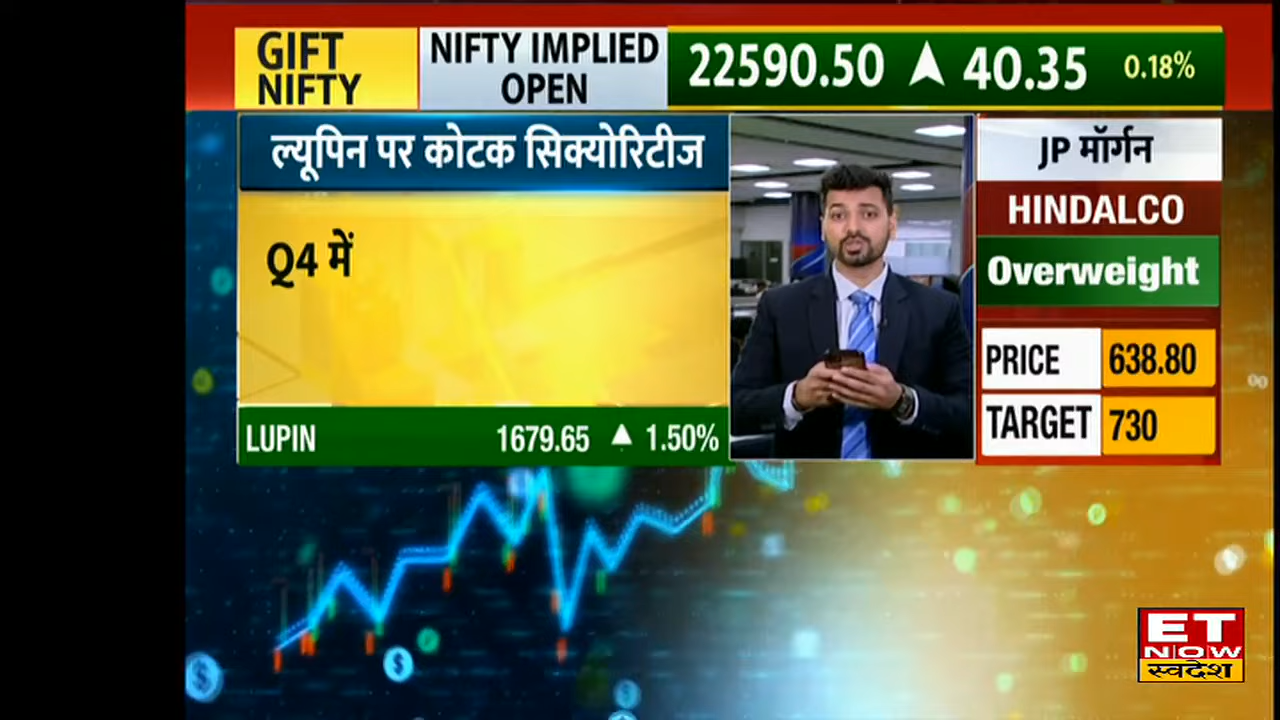 GIFT
NIFTY
NIFTY IMPLIED
OPEN
22590.50 ▲ 40.35 0.18%
ल्यूपिन पर कोटक सिक्योरिटीज
Q4 में
LUPIN 1679.65 ▲ 1.50%
JP मॉर्गन
HINDALCO
Overweight
PRICE 638.80
TARGET 730
ET
NOW
स्वदेश